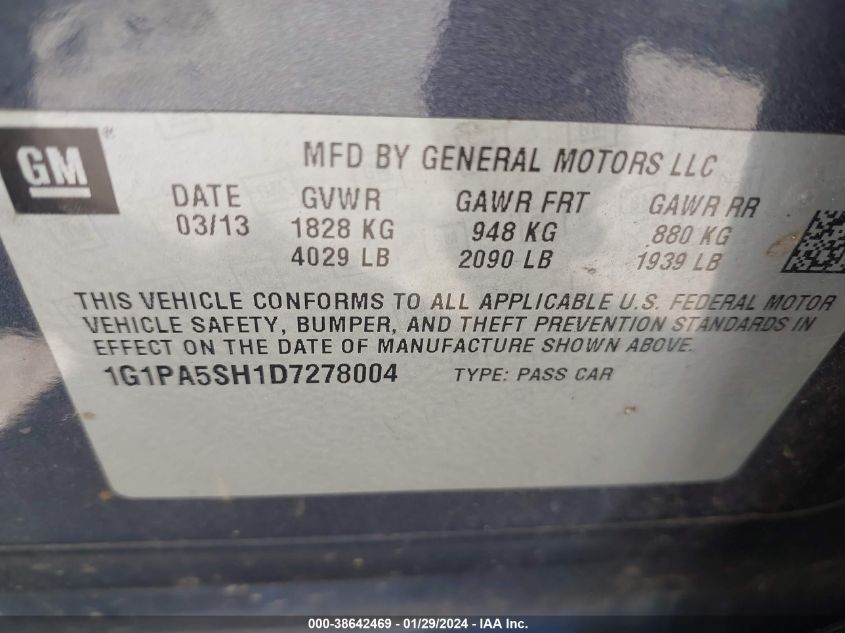 GM®
MFD BY GENERAL MOTORS LLC
DATE GVWR GAWR FRT GAWR RR
03/13 1828 KG 948 KG 880 KG
4029 LB 2090 LB 1939 LB
THIS VEHICLE CONFORMS TO ALL APPLICABLE U.S. FEDERAL MOTOR
VEHICLE SAFETY, BUMPER, AND THEFT PREVENTION STANDARDS IN
EFFECT ON THE DATE OF MANUFACTURE SHOWN ABOVE.
1G1PA5SH1D7278004 TYPE: PASS CAR
000-38642469 - 01/29/2024 - IAA Inc.